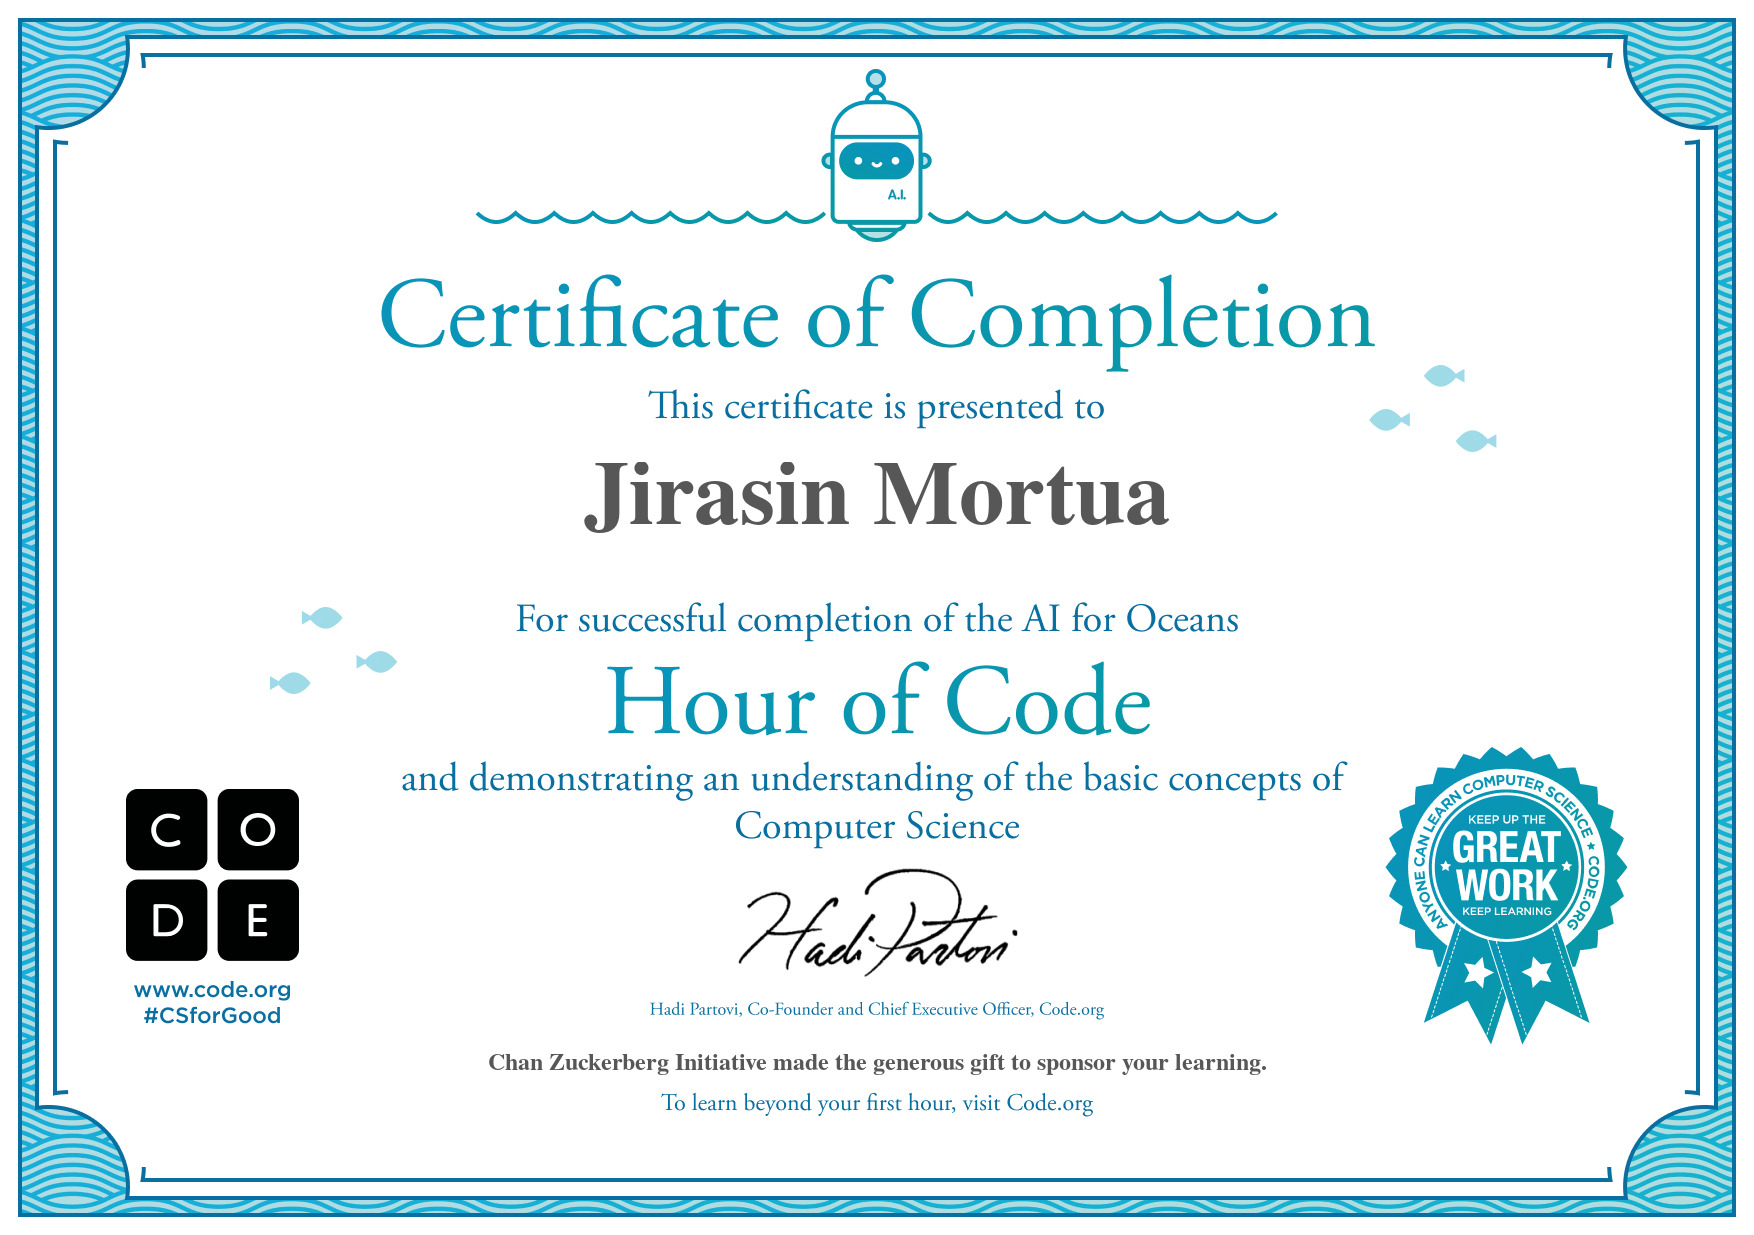 A.I.
Certificate of Completion
This certificate is presented to
Jirasin Mortua
For successful completion of the AI for Oceans
Hour of Code
and demonstrating an understanding of the basic concepts of
Computer Science
C O
D E
www.code.org
#CSforGood
Hadi Partovi
Hadi Partovi, Co-Founder and Chief Executive Officer, Code.org
Chan Zuckerberg Initiative made the generous gift to sponsor your learning.
To learn beyond your first hour, visit Code.org
ANYONE CAN LEARN COMPUTER SCIENCE ★ CODE.ORG
KEEP UP THE
GREAT
WORK
KEEP LEARNING